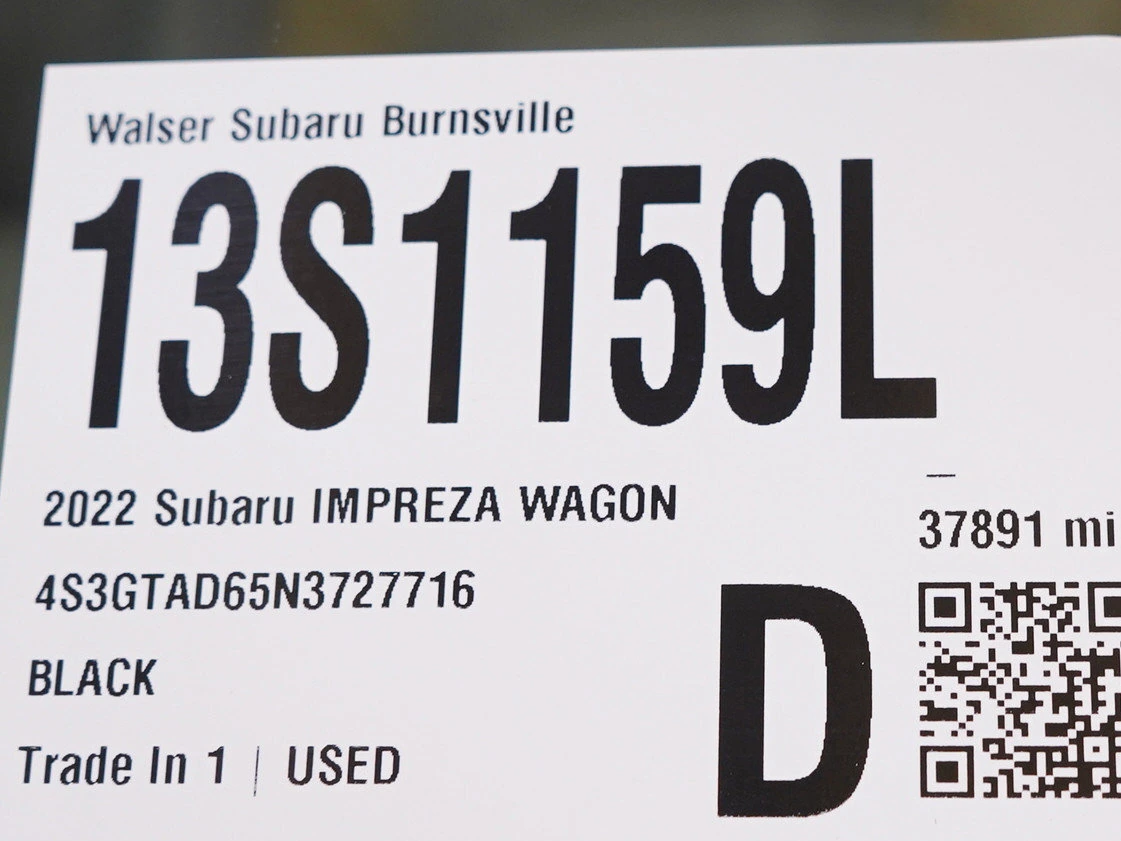 Walser Subaru Burnsville
13S1159L
2022 Subaru IMPREZA WAGON
37891 mi
4S3GTAD65N3727716
BLACK
D
Trade In 1 | USED